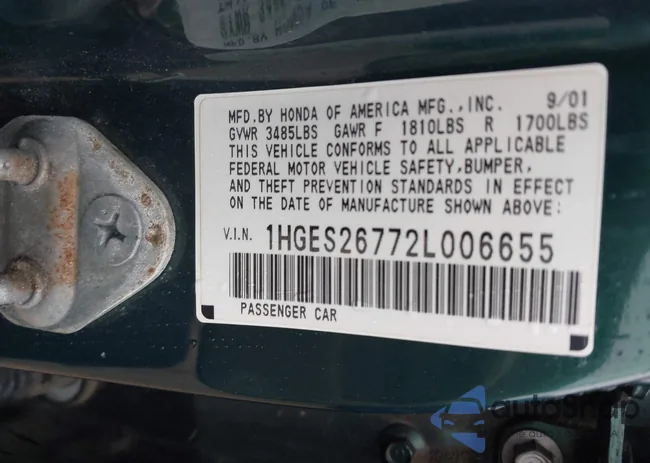 MFD.BY HONDA OF AMERICA MFG.,INC. 9/01
GVWR 3485LBS GAWR F 1810LBS R 1700LBS
THIS VEHICLE CONFORMS TO ALL APPLICABLE
FEDERAL MOTOR VEHICLE SAFETY,BUMPER,
AND THEFT PREVENTION STANDARDS IN EFFECT
ON THE DATE OF MANUFACTURE SHOWN ABOVE:
V.I.N. 1HGES26772L006655
PASSENGER CAR
autoShop